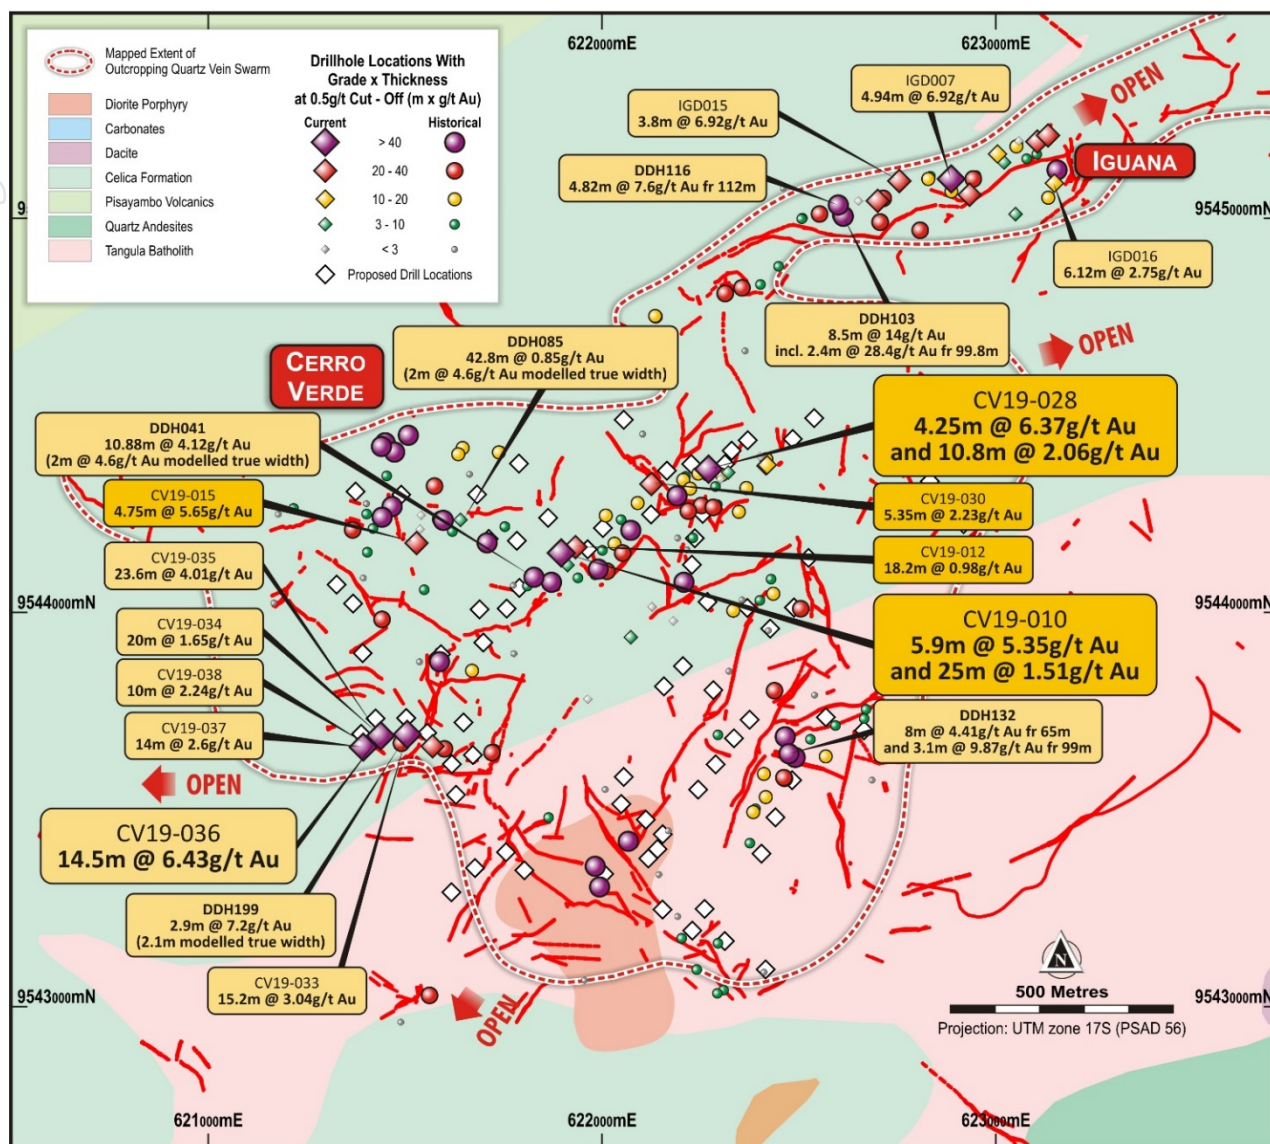 Mapped Extent of
Outcropping Quartz Vein Swarm
Diorite Porphyry
Carbonates
Dacite
Celica Formation
Pisayambo Volcanics
Quartz Andesites
Tangula Batholith
Drillhole Locations With
Grade x Thickness
at 0.5g/t Cut - Off (m x g/t Au)
Current
Historical
> 40
20 - 40
10 - 20
3 - 10
< 3
Proposed Drill Locations
622000mE
623000mE
IGD007
4.94m @ 6.92g/t Au
OPEN
IGD015
3.8m @ 6.92g/t Au
IGUANA
DDH116
4.82m @ 7.6g/t Au fr 112m
9545000mN
IGD016
6.12m @ 2.75g/t Au
DDH103
8.5m @ 14g/t Au
incl. 2.4m @ 28.4g/t Au fr 99.8m
OPEN
DDH085
42.8m @ 0.85g/t Au
(2m @ 4.6g/t Au modelled true width)
CERRO
VERDE
CV19-028
4.25m @ 6.37g/t Au
and 10.8m @ 2.06g/t Au
DDH041
10.88m @ 4.12g/t Au
(2m @ 4.6g/t Au modelled true width)
CV19-015
4.75m @ 5.65g/t Au
CV19-030
5.35m @ 2.23g/t Au
CV19-035
23.6m @ 4.01g/t Au
CV19-012
18.2m @ 0.98g/t Au
9544000mN
9544000mN
CV19-034
20m @ 1.65g/t Au
CV19-010
5.9m @ 5.35g/t Au
and 25m @ 1.51g/t Au
CV19-038
10m @ 2.24g/t Au
CV19-037
14m @ 2.6g/t Au
DDH132
8m @ 4.41g/t Au fr 65m
and 3.1m @ 9.87g/t Au fr 99m
OPEN
CV19-036
14.5m @ 6.43g/t Au
DDH199
2.9m @ 7.2g/t Au
(2.1m modelled true width)
CV19-033
15.2m @ 3.04g/t Au
OPEN
N
500 Metres
Projection: UTM zone 17S (PSAD 56)
9543000mN
9543000mN
621000mE
622000mE
623000mE